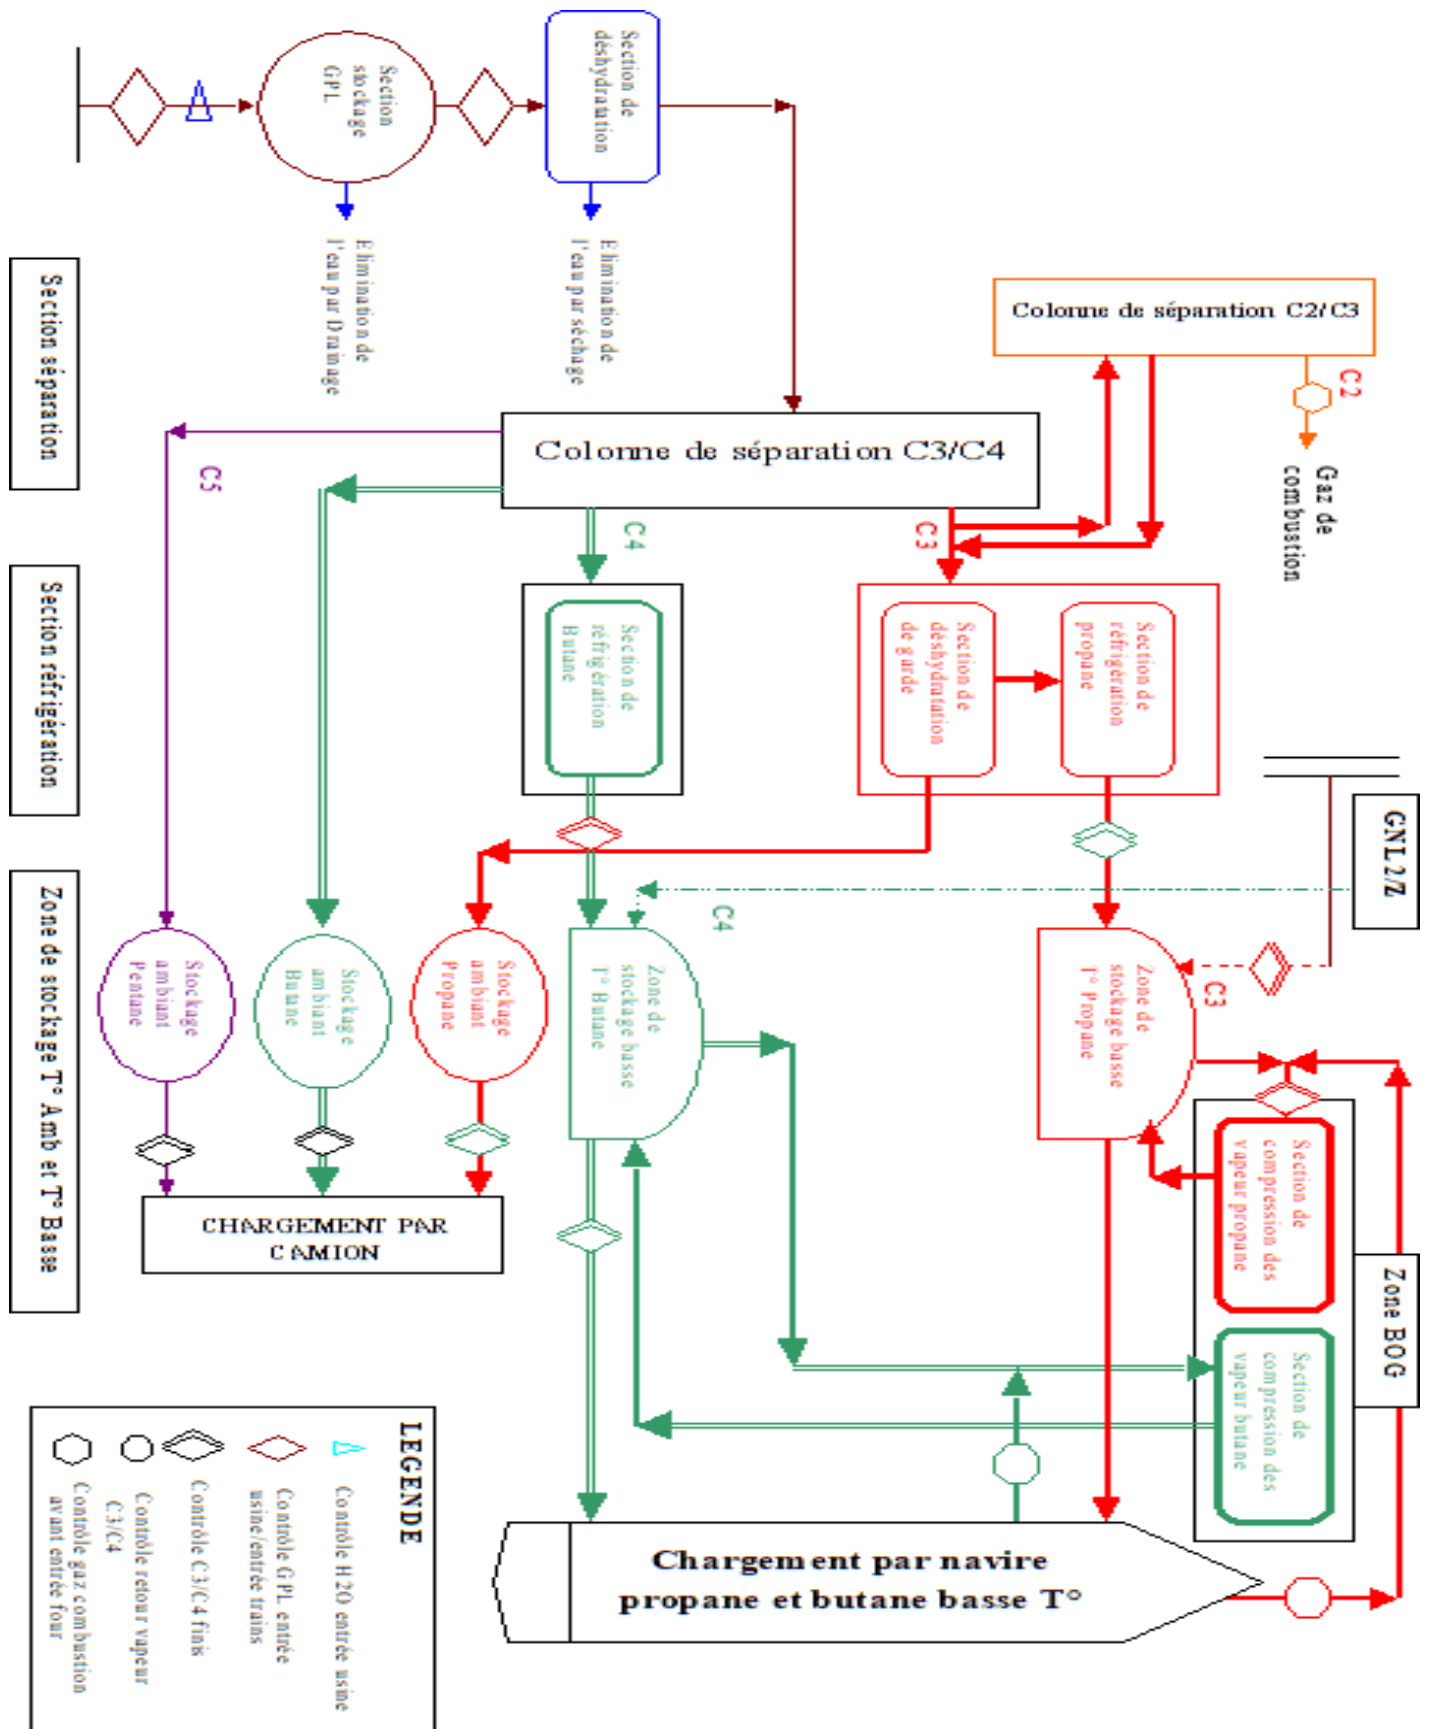 Section
stockage
GPL
Section de
déshydratation
Elimination de
l'eau par Drainage
Elimination de
l'eau par séchage
Colonne de séparation C2/C3
C2
Gaz de
combustion
Colonne de séparation C3/C4
C5
C4
C3
Section séparation
Section réfrigération
Zone de stockage T° Amb et T° Basse
Section de
réfrigération
Butane
Section de
déshydratation
de garde
Section de
réfrigération
propane
GNL2/Z
C4
C3
Stockage
ambiant
Pentane
Stockage
ambiant
Butane
Stockage
ambiant
Propane
Zone de
stockage basse
T° Butane
Zone de
stockage basse
T° Propane
Section de
compression des
vapeur propane
Zone BOG
Section de
compression des
vapeur butane
CHARGEMENT PAR
CAMION
Chargement par navire
propane et butane basse T°
LEGENDE
Contrôle H2O entrée usine
Contrôle GPL entrée
usine/entrée trains
Contrôle C3/C4 finis
Contrôle retour vapeur
C3/C4
Contrôle gaz combustion
avant entrée four